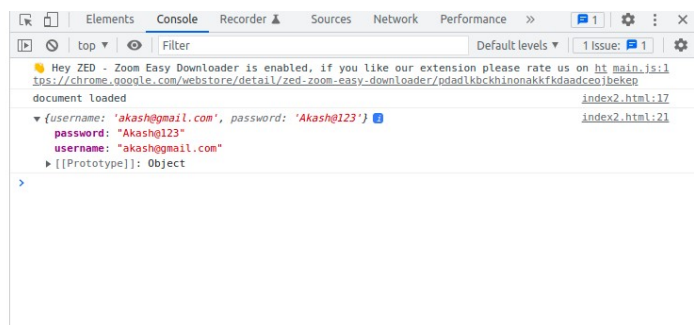 Elements Console Recorder Sources Network Performance » 1
top ▼ Filter Default levels ▼ 1 Issue: 1
👋 Hey ZED - Zoom Easy Downloader is enabled, if you like our extension please rate us on ht main.js:1
tps://chrome.google.com/webstore/detail/zed-zoom-easy-downloader/pdadlkbckhinonakkfkdaadceojbekep
document loaded index2.html:17
▼ {username: 'akash@gmail.com', password: 'Akash@123'} i index2.html:21
password: "Akash@123"
username: "akash@gmail.com"
▶ [[Prototype]]: Object
>